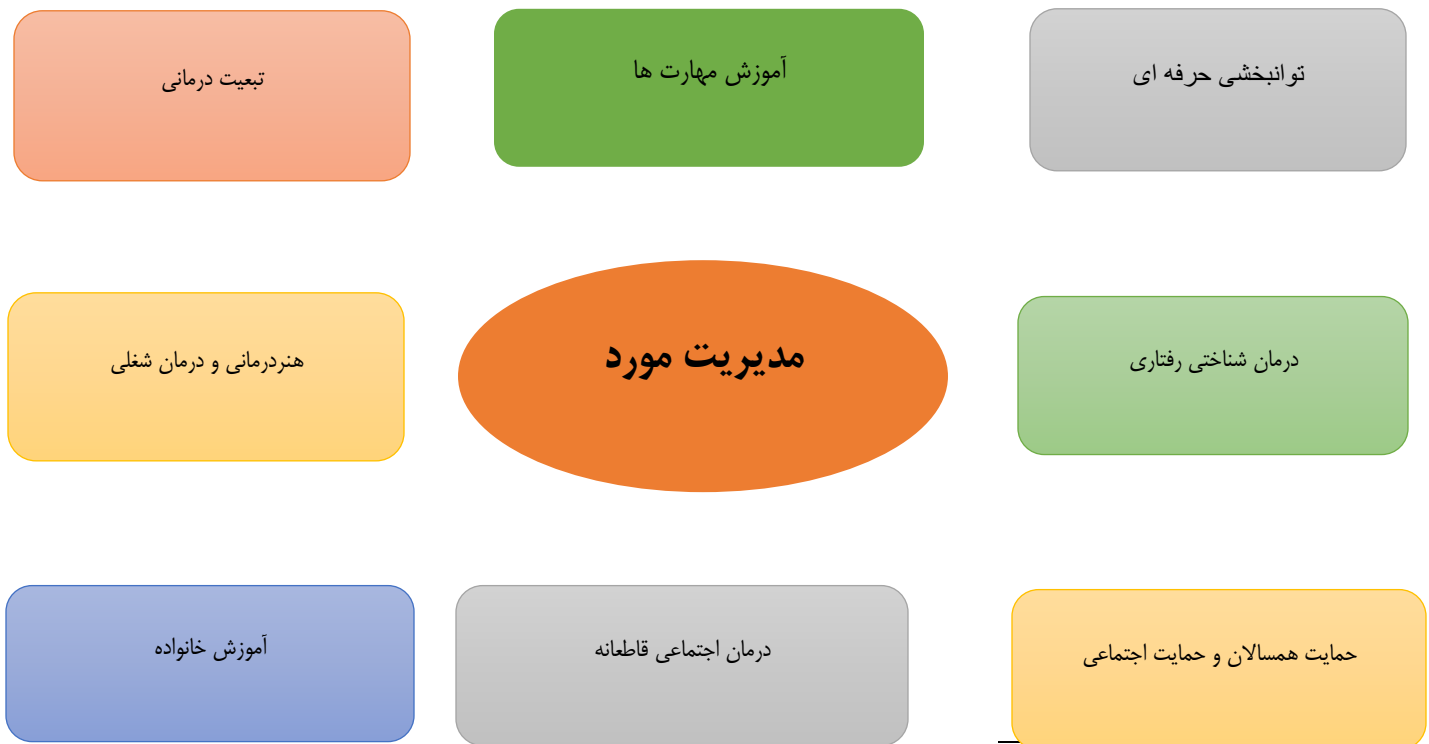 توانبخشی حرفه ای
آموزش مهارت ها
تبعیت درمانی
درمان شناختی رفتاری
مدیریت مورد
هنردرمانی و درمان شغلی
حمایت همسالان و حمایت اجتماعی
درمان اجتماعی قاطعانه
آموزش خانواده